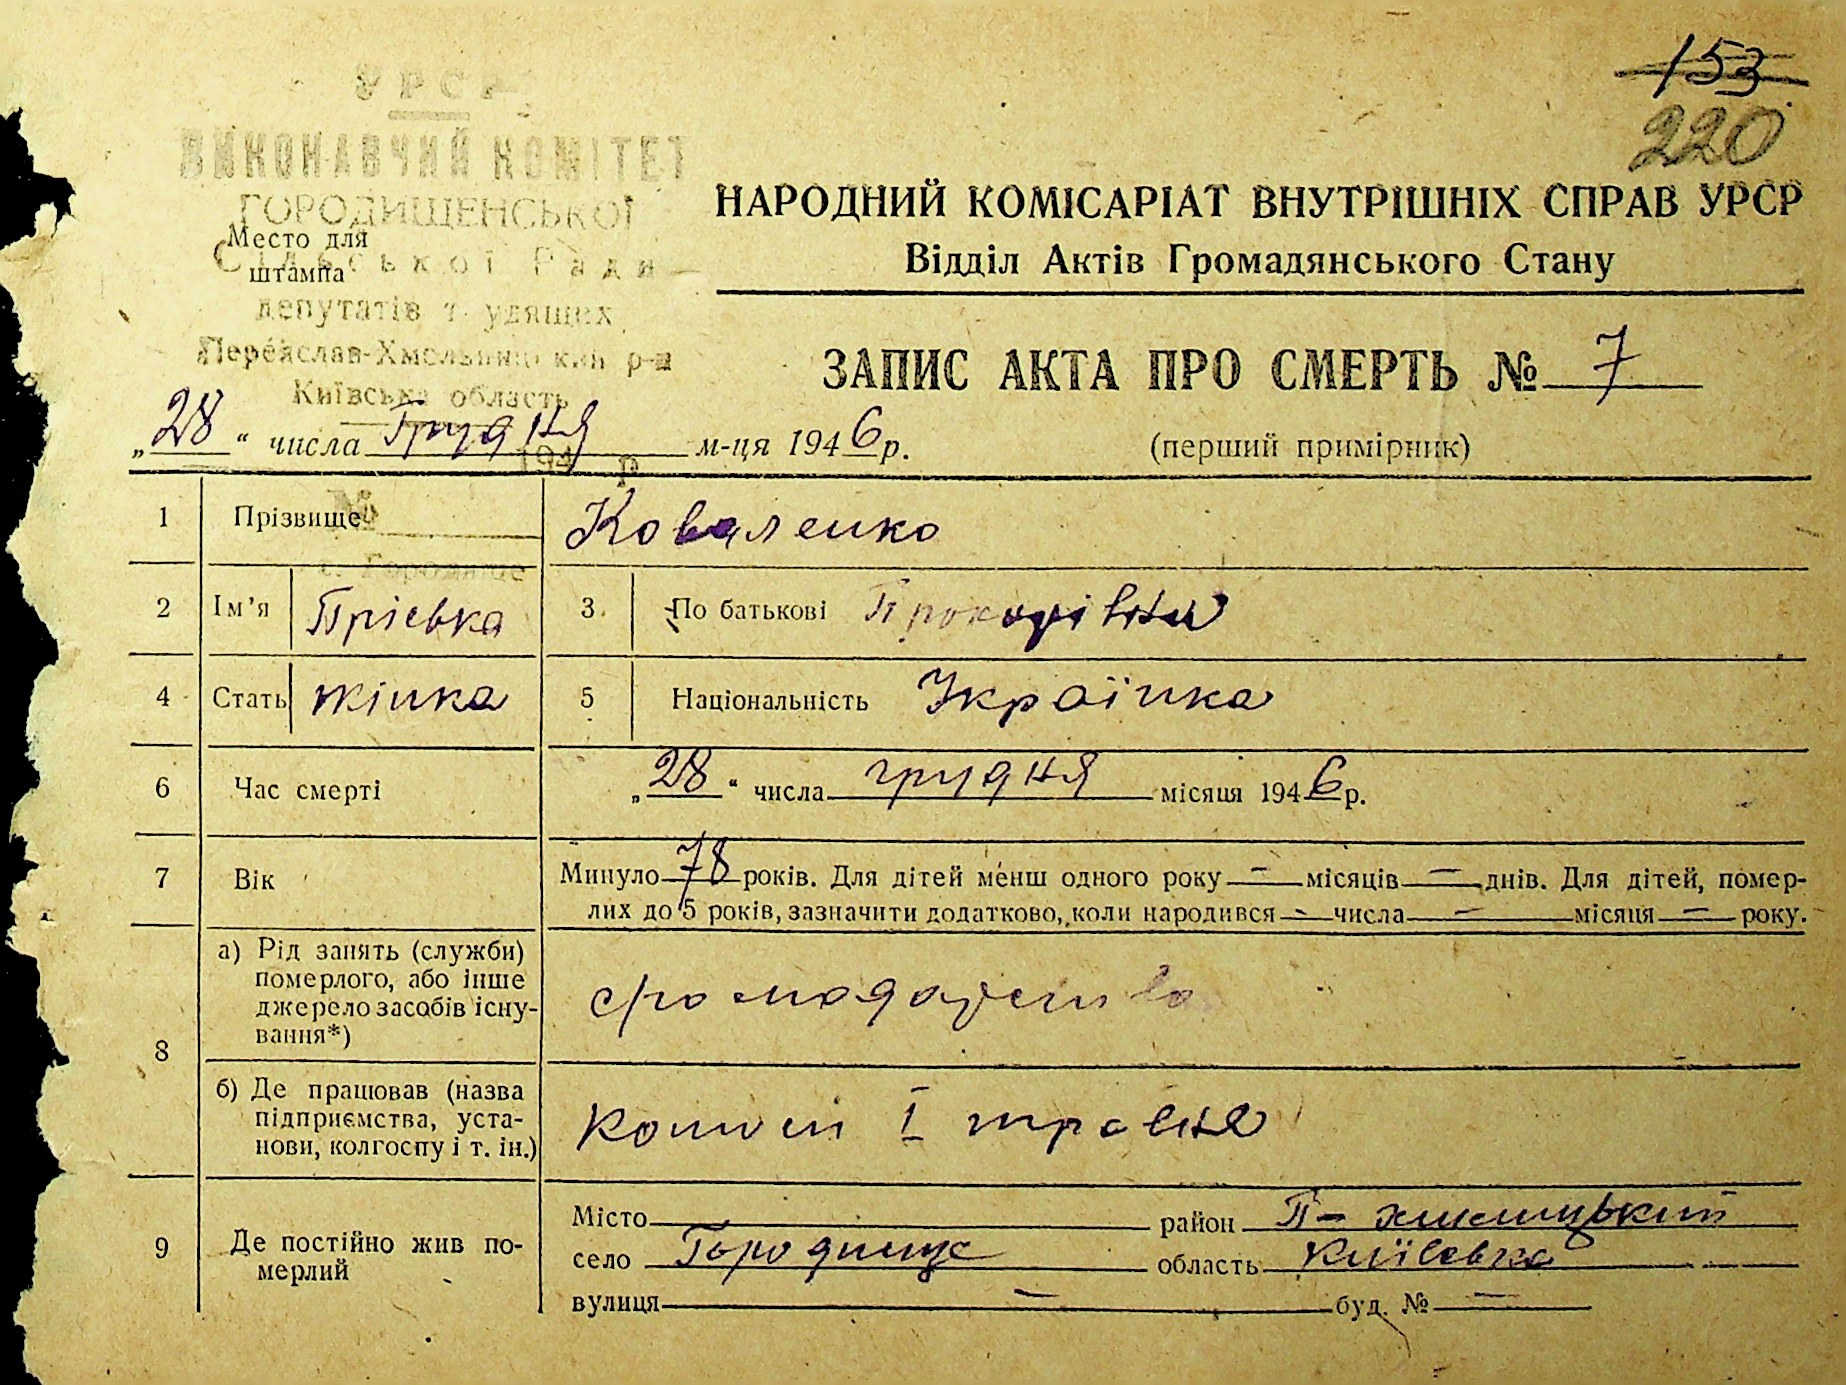 153
220
УРСР
ВИКОНАВЧИЙ КОМІТЕТ
ГОРОДИЩЕНСЬКОЇ
Сільської Ради
депутатів трудящих
Переяслав-Хмельницький р-н
Київська область
194 р
№
с. Городище
Место для
штампа
НАРОДНИЙ КОМІСАРІАТ ВНУТРІШНІХ СПРАВ УРСР
Відділ Актів Громадянського Стану
ЗАПИС АКТА ПРО СМЕРТЬ № 7
„28“ числа Грудня м-ця 1946 р.
(перший примірник)
1 Прізвище Коваленко
2 Ім'я 3. По батькові
4 Стать жінка 5 Національність Українка
6 Час смерті „28“ числа грудня місяця 1946 р.
7 Вік Минуло 78 років. Для дітей менш одного року — місяців — днів. Для дітей, помер-
лих до 5 років, зазначити додатково, коли народився — числа — місяця — року.
8 а) Рід занять (служби)
померлого, або інше
джерело засобів існу-
вання*)
б) Де працював (назва
підприємства, уста-
нови, колгоспу і т. ін.)
І травня
9 Де постійно жив по-
мерлий
Місто район П-Хмельницький
село Городище область Київська
вулиця — буд. № —